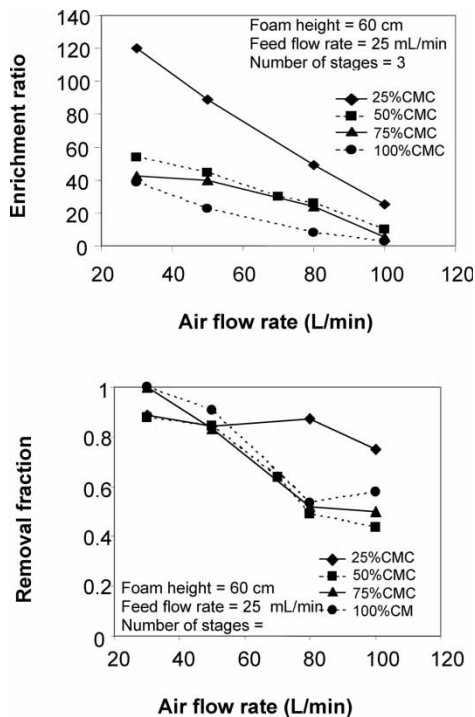 140
120
100
80
60
40
20
0
Enrichment ratio
Foam height = 60 cm
Feed flow rate = 25 mL/min
Number of stages = 3
25%CMC
50%CMC
75%CMC
100%CMC
20 40 60 80 100 120
Air flow rate (L/min)
1
0.8
0.6
0.4
0.2
0
Removal fraction
25%CMC
50%CMC
75%CMC
100%CM
Foam height = 60 cm
Feed flow rate = 25 mL/min
Number of stages =
20 40 60 80 100 120
Air flow rate (L/min)